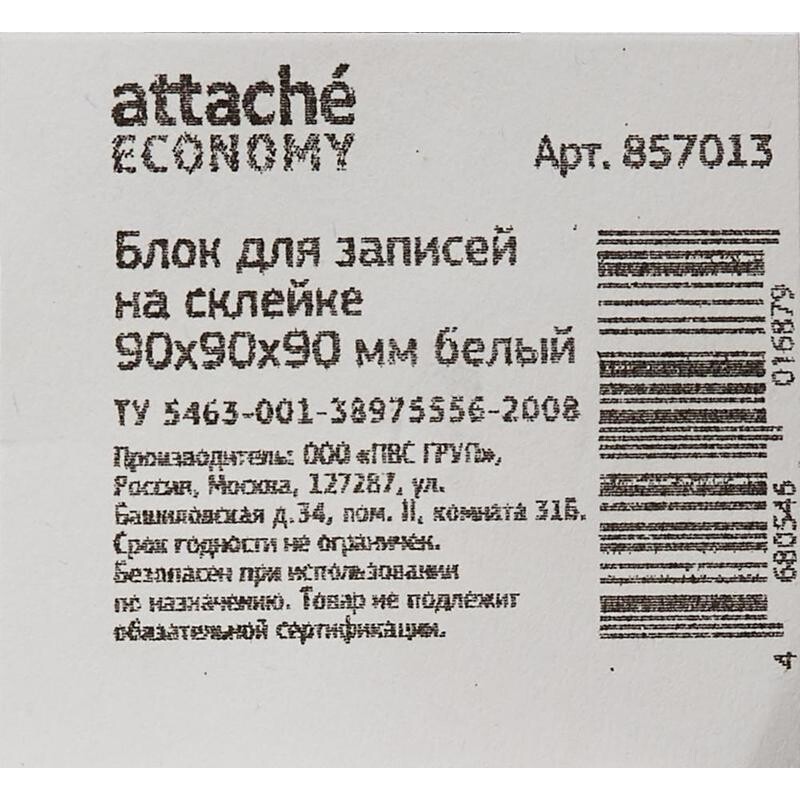 attaché
ECONOMY
Арт. 857013
Блок для записей
на склейке
90х90х90 мм белый
ТУ 5463-001-38975556-2008
Производитель: ООО «ПВС ГРУП»,
Россия, Москва, 127287, ул.
Башиловская д.34, пом. II, комната 31Б.
Срок годности не ограничен.
Безопасен при использовании
по назначению. Товар не подлежит
обязательной сертификации.
4 680546 016879